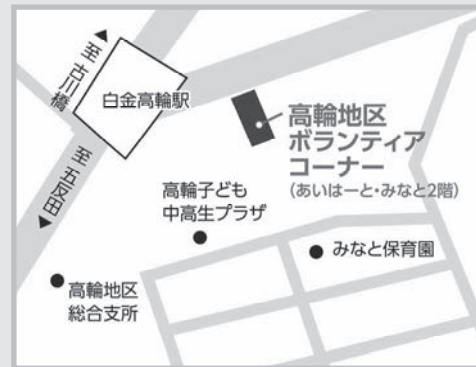 至古川橋
白金高輪駅
至五反田
高輪地区
ボランティア
コーナー
(あいはーと・みなと2階)
高輪子ども
中高生プラザ
みなと保育園
高輪地区
総合支所